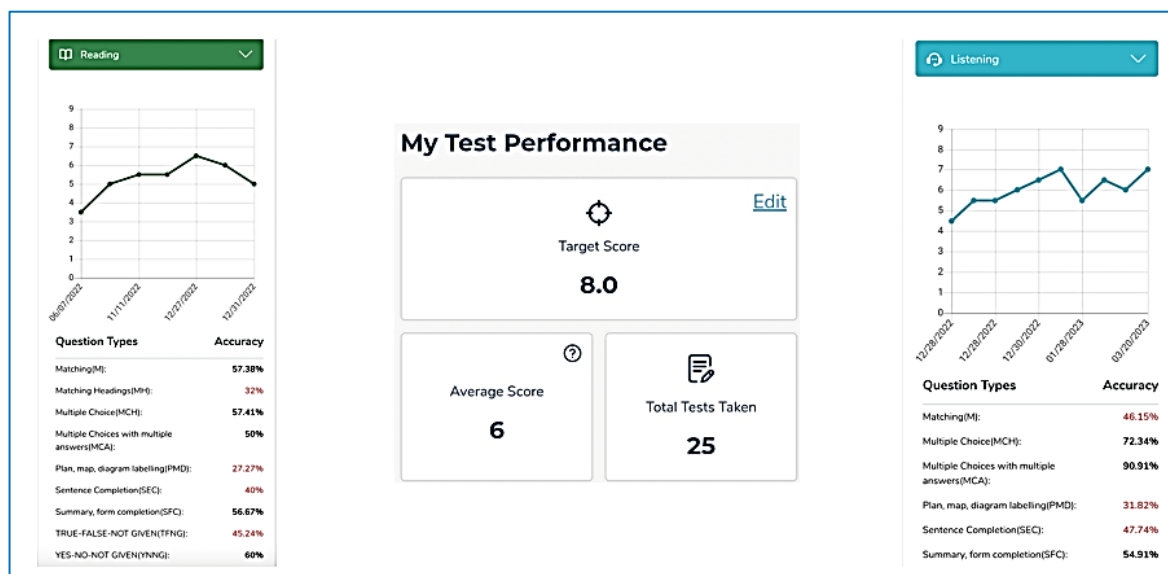 Reading
9
8
7
6
5
4
3
2
1
0
06/07/2022
11/11/2022
12/27/2022
12/31/2022
Question Types Accuracy
Matching(M): 57.38%
Matching Headings(MH): 32%
Multiple Choice(MCH): 57.41%
Multiple Choices with multiple 50%
answers(MCA):
Plan, map, diagram labelling(PMD): 27.27%
Sentence Completion(SEC): 40%
Summary, form completion(SFC): 56.67%
TRUE-FALSE-NOT GIVEN(TFNG): 45.24%
YES-NO-NOT GIVEN(YNNG): 60%
My Test Performance
Edit
Target Score
8.0
Average Score
6
Total Tests Taken
25
Listening
9
8
7
6
5
4
3
2
1
0
12/28/2022
12/28/2022
12/30/2022
01/28/2023
03/20/2023
Question Types Accuracy
Matching(M): 46.15%
Multiple Choice(MCH): 72.34%
Multiple Choices with multiple 90.91%
answers(MCA):
Plan, map, diagram labelling(PMD): 31.82%
Sentence Completion(SEC): 47.74%
Summary, form completion(SFC): 54.91%